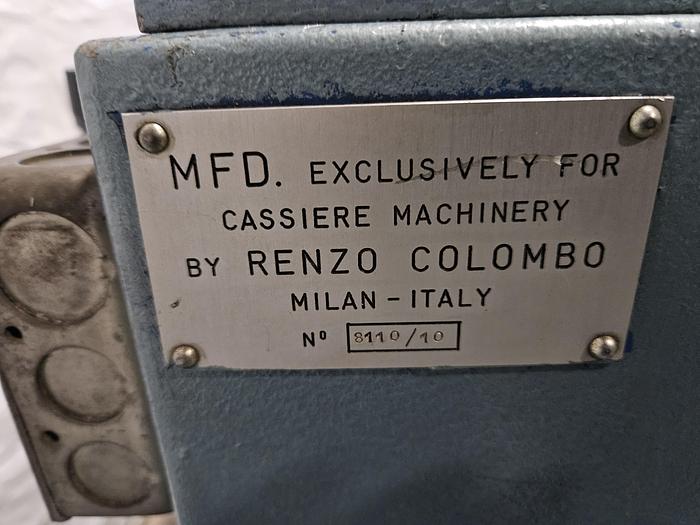 MFD. EXCLUSIVELY FOR
CASSIERE MACHINERY
BY RENZO COLOMBO
MILAN - ITALY
Nº 8110/10